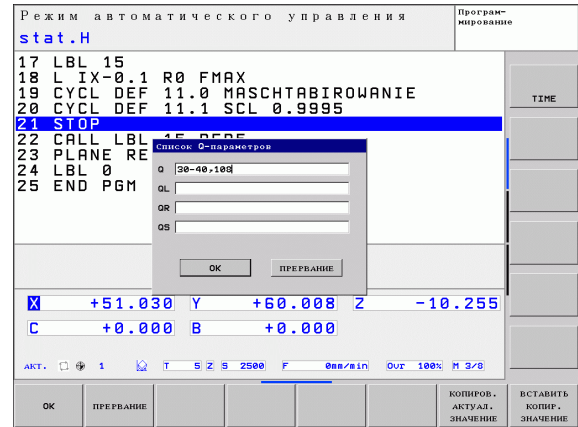 Режим автоматического управления
Програм-
мирование
stat.H
17 LBL 15
18 L IX-0.1 R0 FMAX
19 CYCL DEF 11.0 MASCHTABIROWANIE
20 CYCL DEF 11.1 SCL 0.9995
21 STOP
22 CALL LBL 15 REP5
23 PLANE RE
24 LBL 0
25 END PGM
TIME
Список Q-параметров
Q 30-40,108
QL
QR
QS
OK ПРЕРВАНИЕ
X +51.030 Y +60.008 Z -10.255
C +0.000 B +0.000
АКТ. 1 T 5 Z S 2500 F 0mm/min Ovr 100% M 3/8
ОК
ПРЕРВАНИЕ
КОПИРОВ.
АКТУАЛ.
ЗНАЧЕНИЕ
ВСТАВИТЬ
КОПИР.
ЗНАЧЕНИЕ